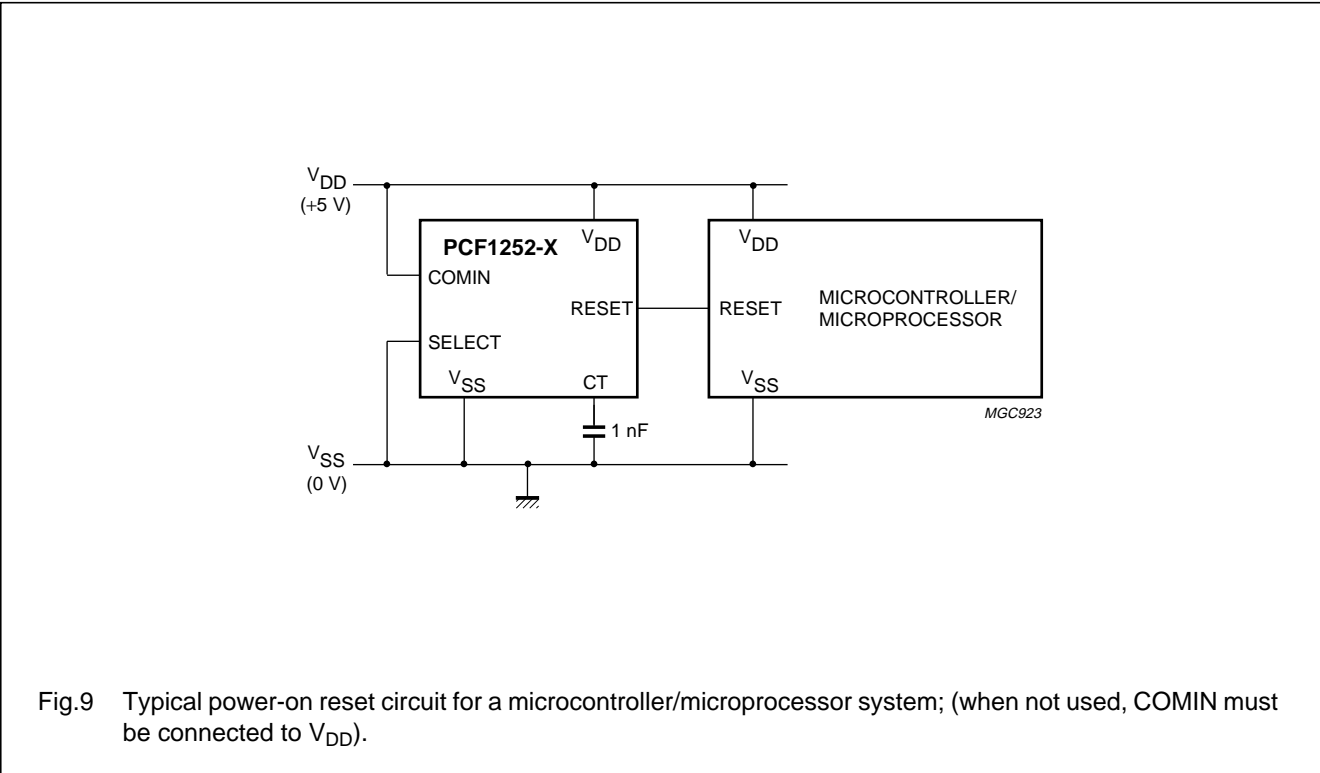 VDD
(+5 V)
PCF1252-X
VDD
COMIN
RESET
SELECT
VSS
CT
1 nF
VDD
RESET
MICROCONTROLLER/
MICROPROCESSOR
VSS
MGC923
VSS
(0 V)
Fig.9 Typical power-on reset circuit for a microcontroller/microprocessor system; (when not used, COMIN must
be connected to VDD).